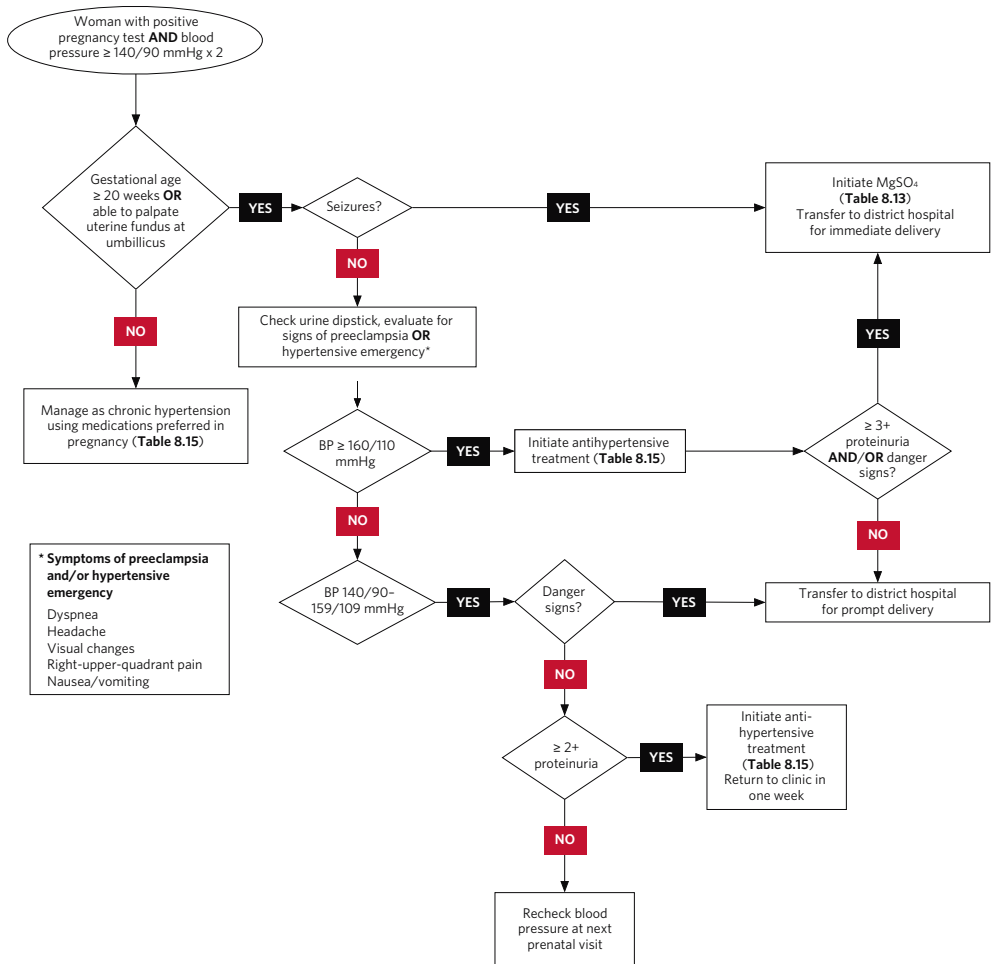 Woman with positive
pregnancy test AND blood
pressure ≥ 140/90 mmHg x 2
Gestational age
≥ 20 weeks OR
able to palpate
uterine fundus at
umbillicus
YES
Seizures?
YES
Initiate MgSO₄
(Table 8.13)
Transfer to district hospital
for immediate delivery
NO
NO
Check urine dipstick, evaluate for
signs of preeclampsia OR
hypertensive emergency*
YES
Manage as chronic hypertension
using medications preferred in
pregnancy (Table 8.15)
BP ≥ 160/110
mmHg
YES
Initiate antihypertensive
treatment (Table 8.15)
≥ 3+
proteinuria
AND/OR danger
signs?
NO
NO
* Symptoms of preeclampsia
and/or hypertensive
emergency
Dyspnea
Headache
Visual changes
Right-upper-quadrant pain
Nausea/vomiting
BP 140/90–
159/109 mmHg
YES
Danger
signs?
YES
Transfer to district hospital
for prompt delivery
NO
≥ 2+
proteinuria
YES
Initiate anti-
hypertensive
treatment
(Table 8.15)
Return to clinic in
one week
NO
Recheck blood
pressure at next
prenatal visit